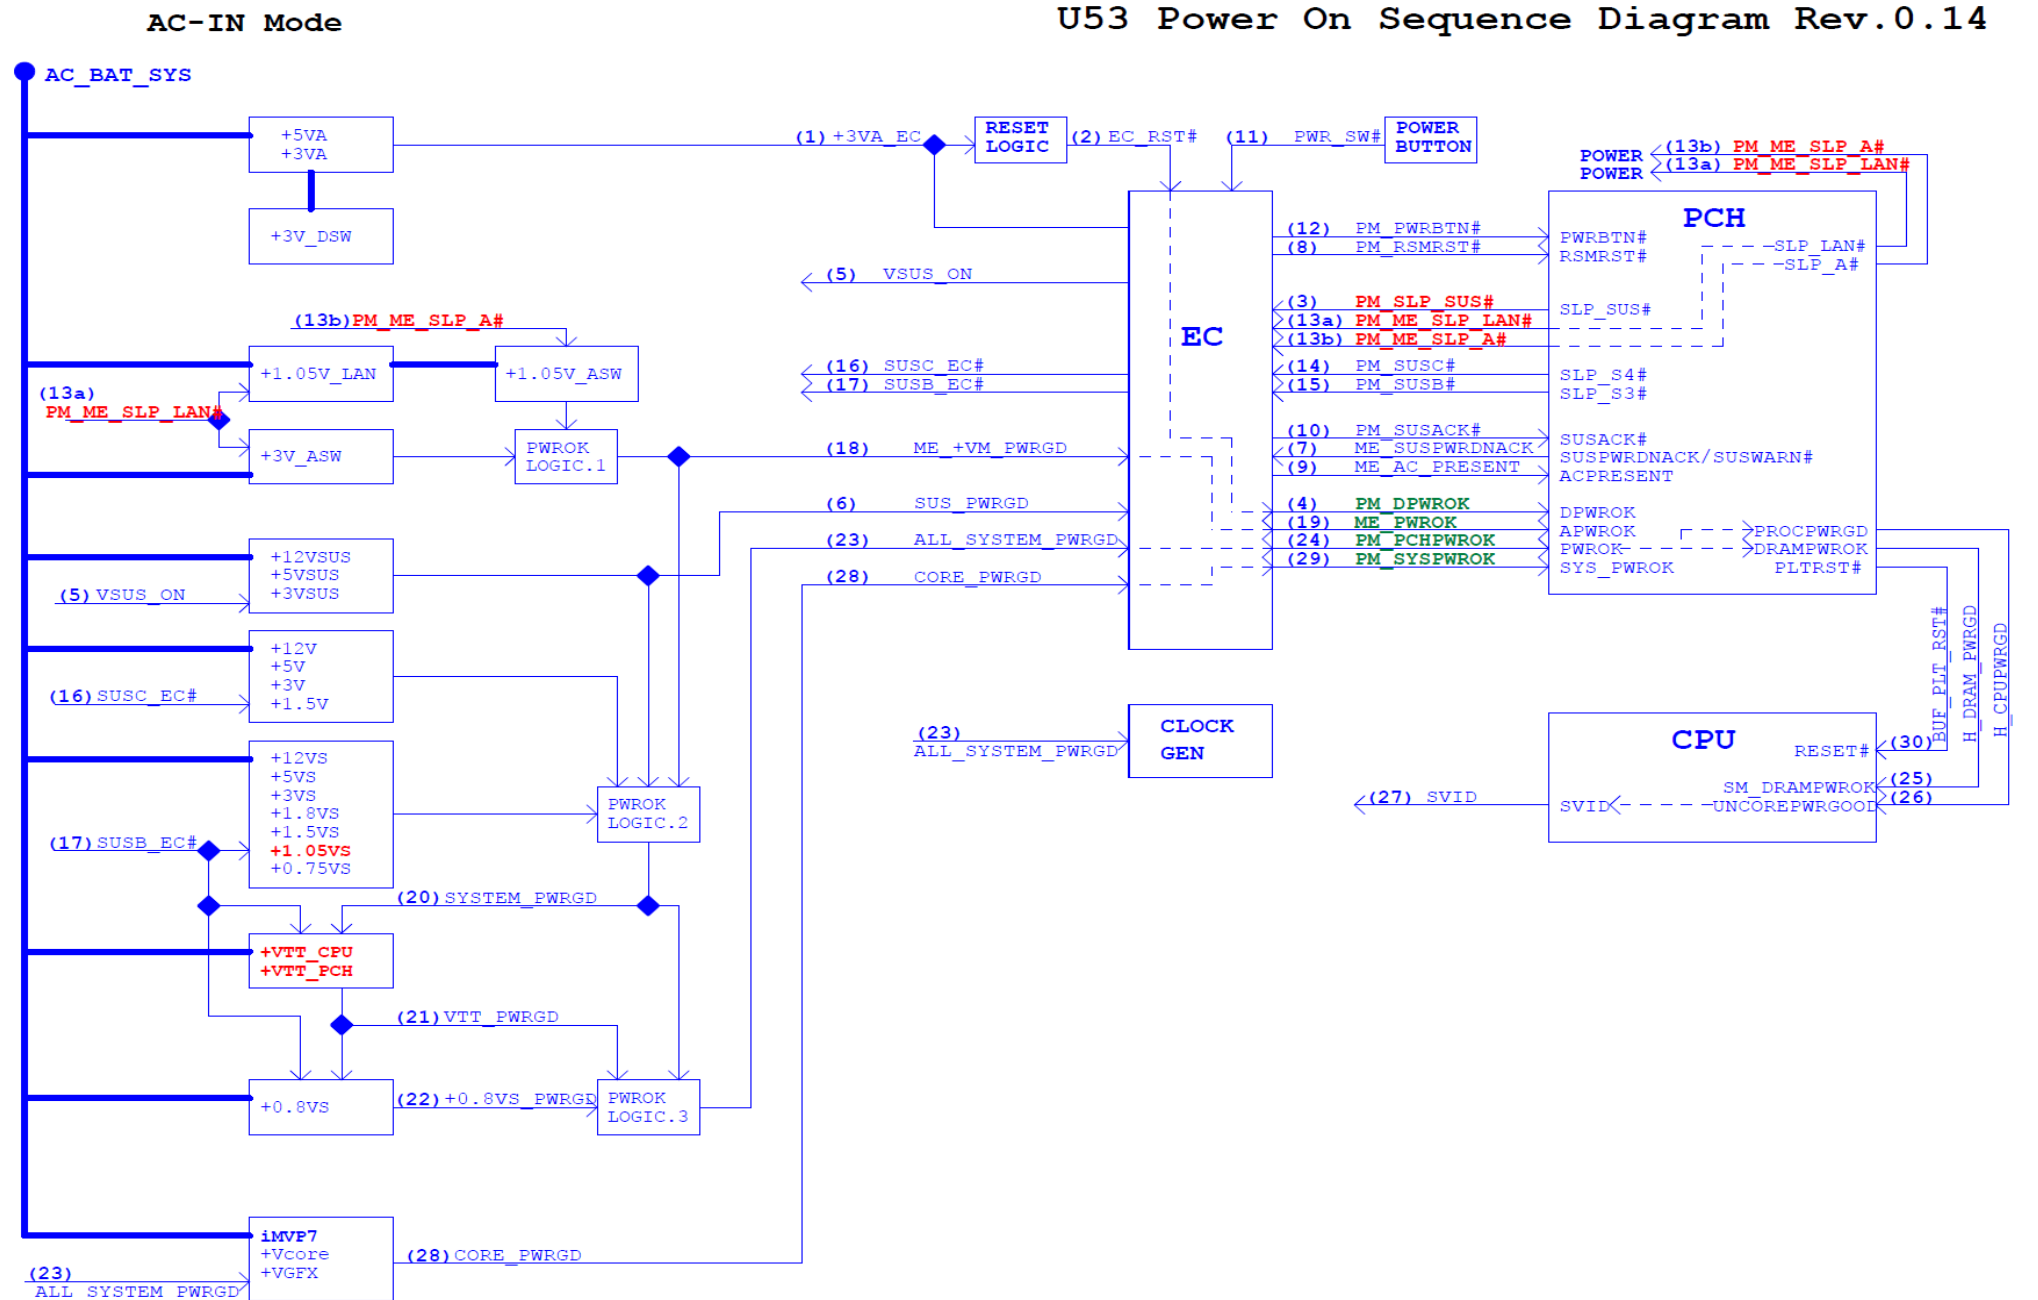 AC-IN Mode
U53 Power On Sequence Diagram Rev.0.14
AC_BAT_SYS
+5VA
+3VA
+3V_DSW
(1) +3VA_EC
RESET
LOGIC
(2) EC_RST#
(11) PWR_SW#
POWER
BUTTON
POWER (13b) PM_ME_SLP_A#
POWER (13a) PM_ME_SLP_LAN#
EC
(5) VSUS_ON
(16) SUSC_EC#
(17) SUSB_EC#
(18) ME_+VM_PWRGD
(6) SUS_PWRGD
(23) ALL_SYSTEM_PWRGD
(28) CORE_PWRGD
(12) PM_PWRBTN#
(8) PM_RSMRST#
(3) PM_SLP_SUS#
(13a) PM_ME_SLP_LAN#
(13b) PM_ME_SLP_A#
(14) PM_SUSC#
(15) PM_SUSB#
(10) PM_SUSACK#
(7) ME_SUSPWRDNACK
(9) ME_AC_PRESENT
(4) PM_DPWROK
(19) ME_PWROK
(24) PM_PCHPWROK
(29) PM_SYSPWROK
PCH
PWRBTN#
RSMRST#
SLP_LAN#
SLP_A#
SLP_SUS#
SLP_S4#
SLP_S3#
SUSACK#
SUSPWRDNACK/SUSWARN#
ACPRESENT
DPWROK
APWROK
PWROK
SYS_PWROK
PROCPWRGD
DRAMPWROK
PLTRST#
BUF_PLT_RST#
H_DRAM_PWRGD
H_CPUPWRGD
(13b) PM_ME_SLP_A#
+1.05V_LAN
+1.05V_ASW
(13a)
PM_ME_SLP_LAN#
+3V_ASW
PWROK
LOGIC.1
+12VSUS
+5VSUS
+3VSUS
(5) VSUS_ON
+12V
+5V
+3V
+1.5V
(16) SUSC_EC#
+12VS
+5VS
+3VS
+1.8VS
+1.5VS
+1.05VS
+0.75VS
(17) SUSB_EC#
PWROK
LOGIC.2
(20) SYSTEM_PWRGD
+VTT_CPU
+VTT_PCH
(21) VTT_PWRGD
+0.8VS
(22) +0.8VS_PWRGD
PWROK
LOGIC.3
iMVP7
+Vcore
+VGFX
(28) CORE_PWRGD
(23)
ALL_SYSTEM_PWRGD
(23)
ALL_SYSTEM_PWRGD
CLOCK
GEN
CPU
RESET# (30)
SM_DRAMPWROK (25)
UNCOREPWRGOOD (26)
SVID
(27) SVID